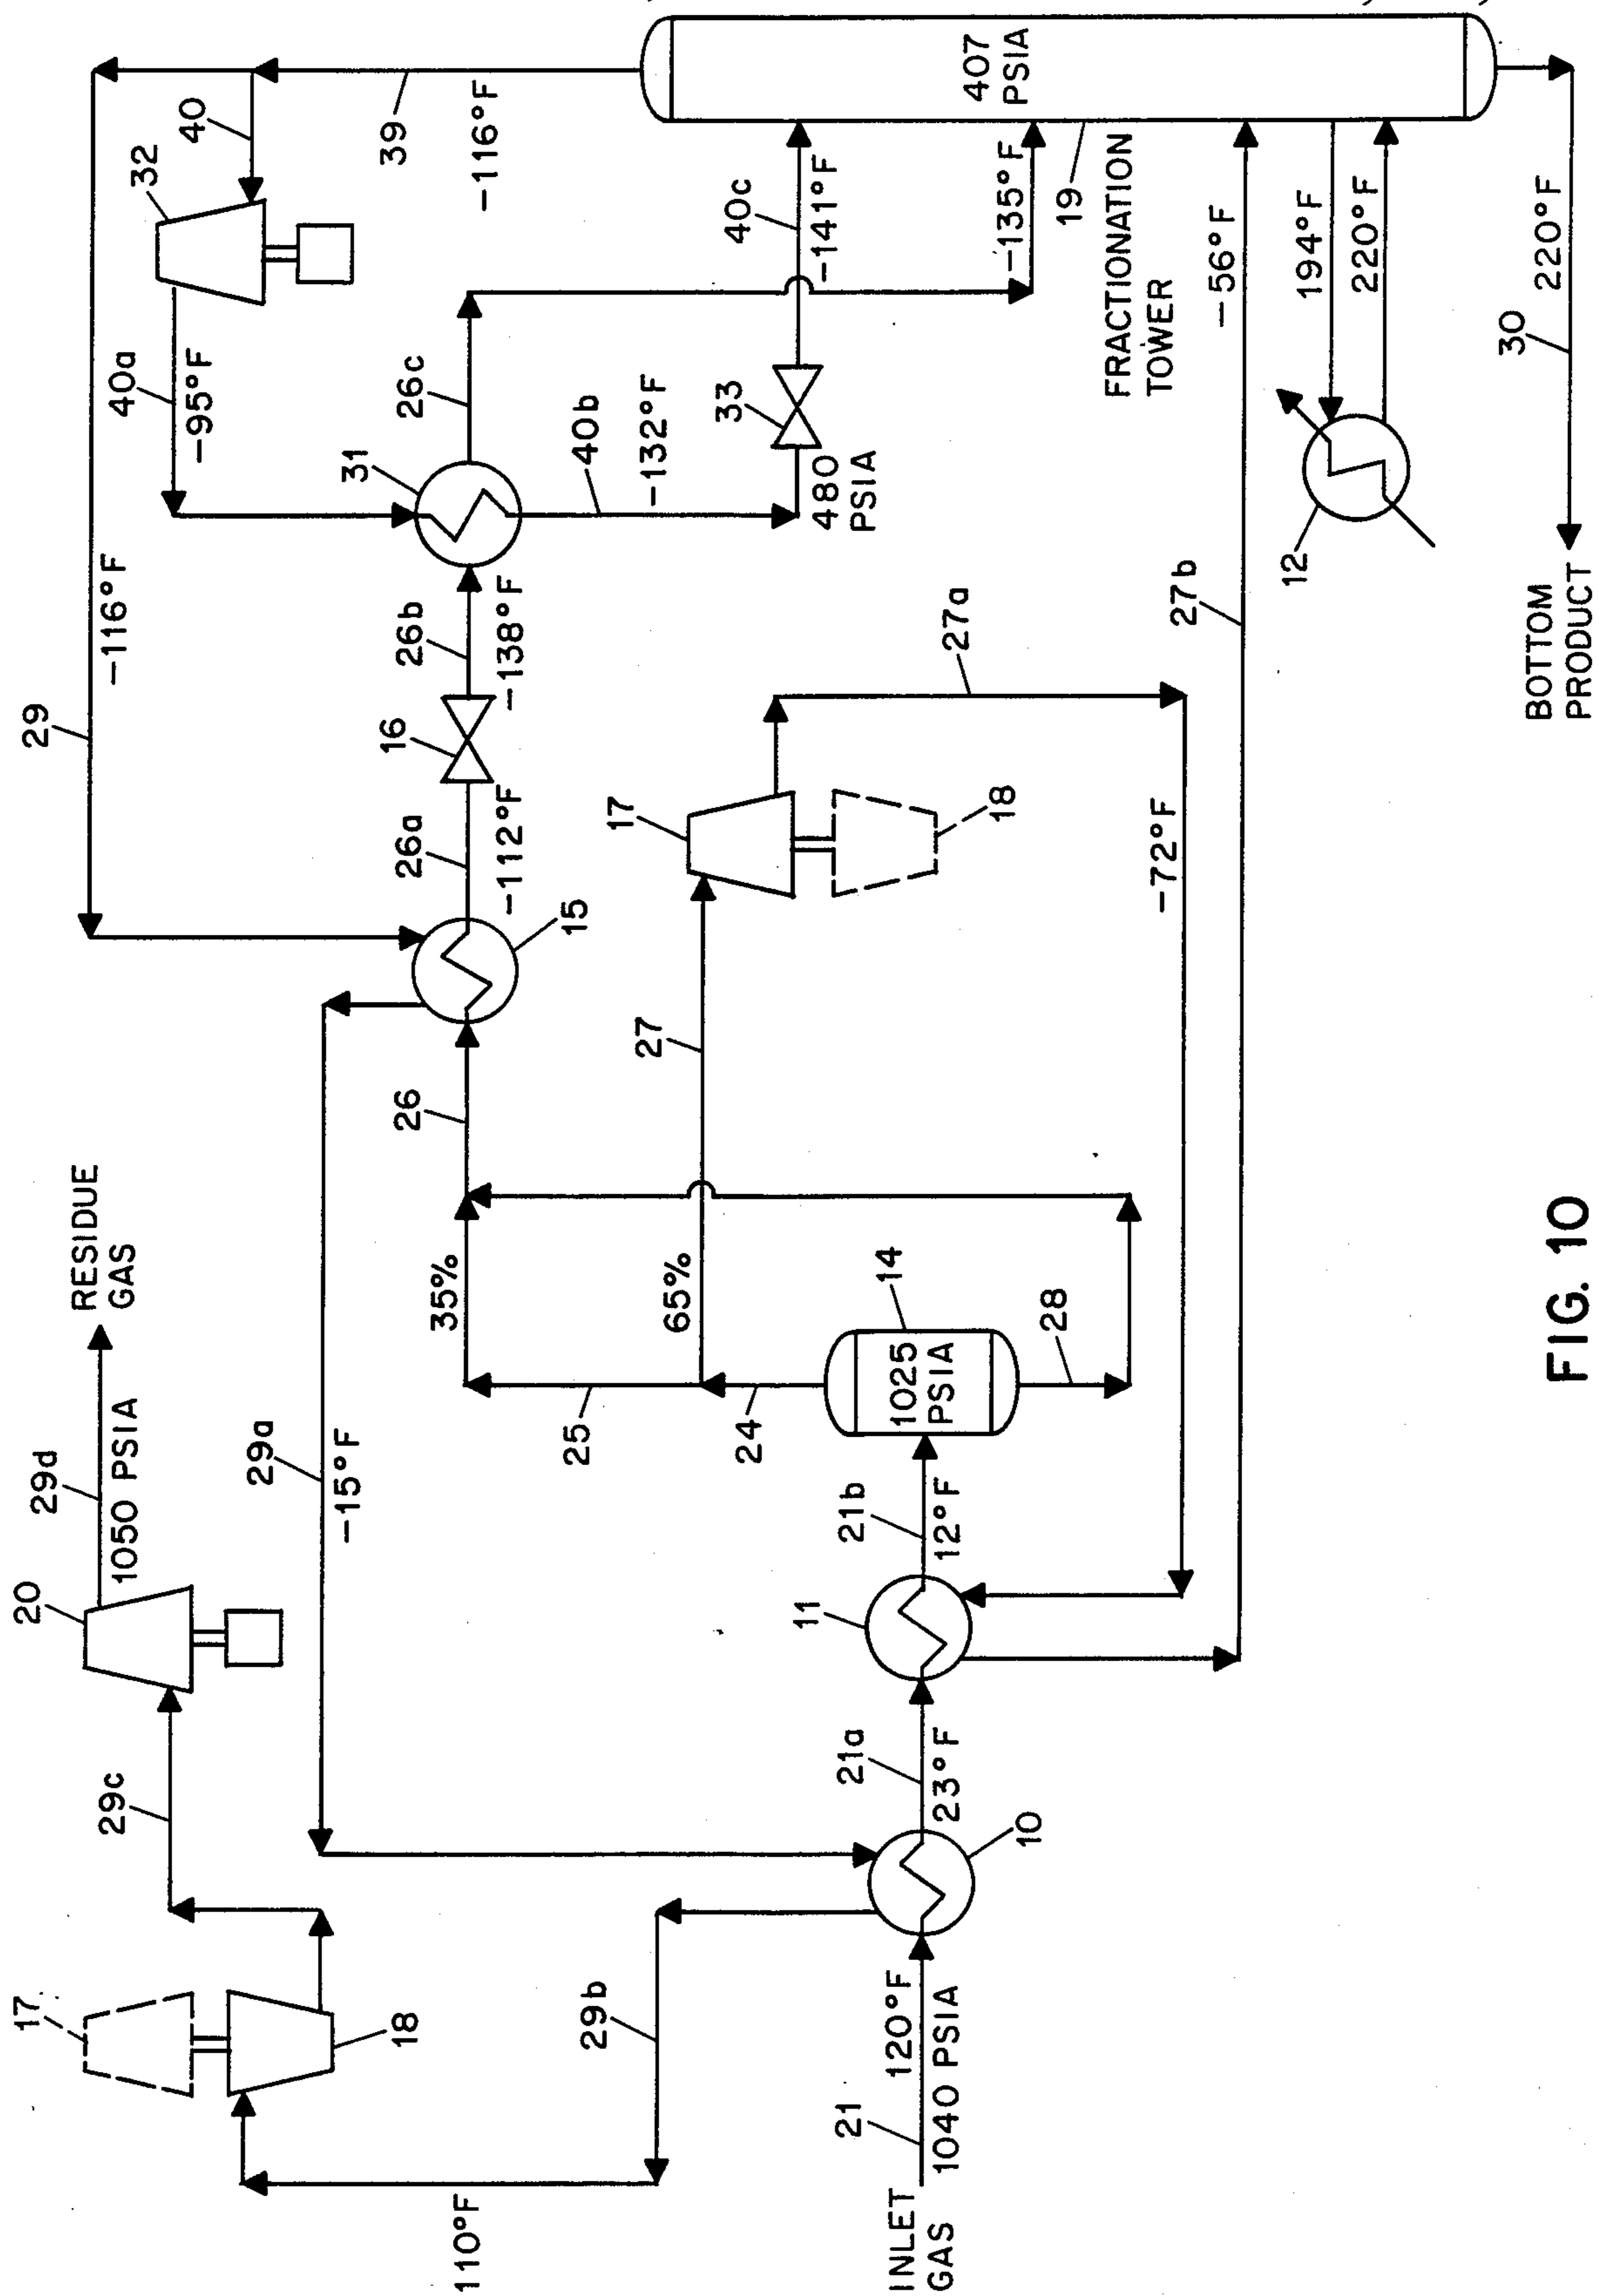 RESIDUE
GAS
29d
1050 PSIA
20
29c
17
18
29
-116°F
40
32
40a
-95°F
39
-116°F
29a
-15°F
31
26c
40b
-132°F
33
480
PSIA
40c
-141°F
-135°F
407
PSIA
19
FRACTIONATION
TOWER
26
26a
-112°F
15
16
26b
-138°F
35%
25
65%
27
17
18
27a
-72°F
24
1025
PSIA
14
28
29b
110°F
INLET
GAS
21
120°F
1040 PSIA
10
21a
23°F
11
21b
12°F
27b
-56°F
194°F
220°F
12
30
220°F
BOTTOM
PRODUCT
FIG. 10